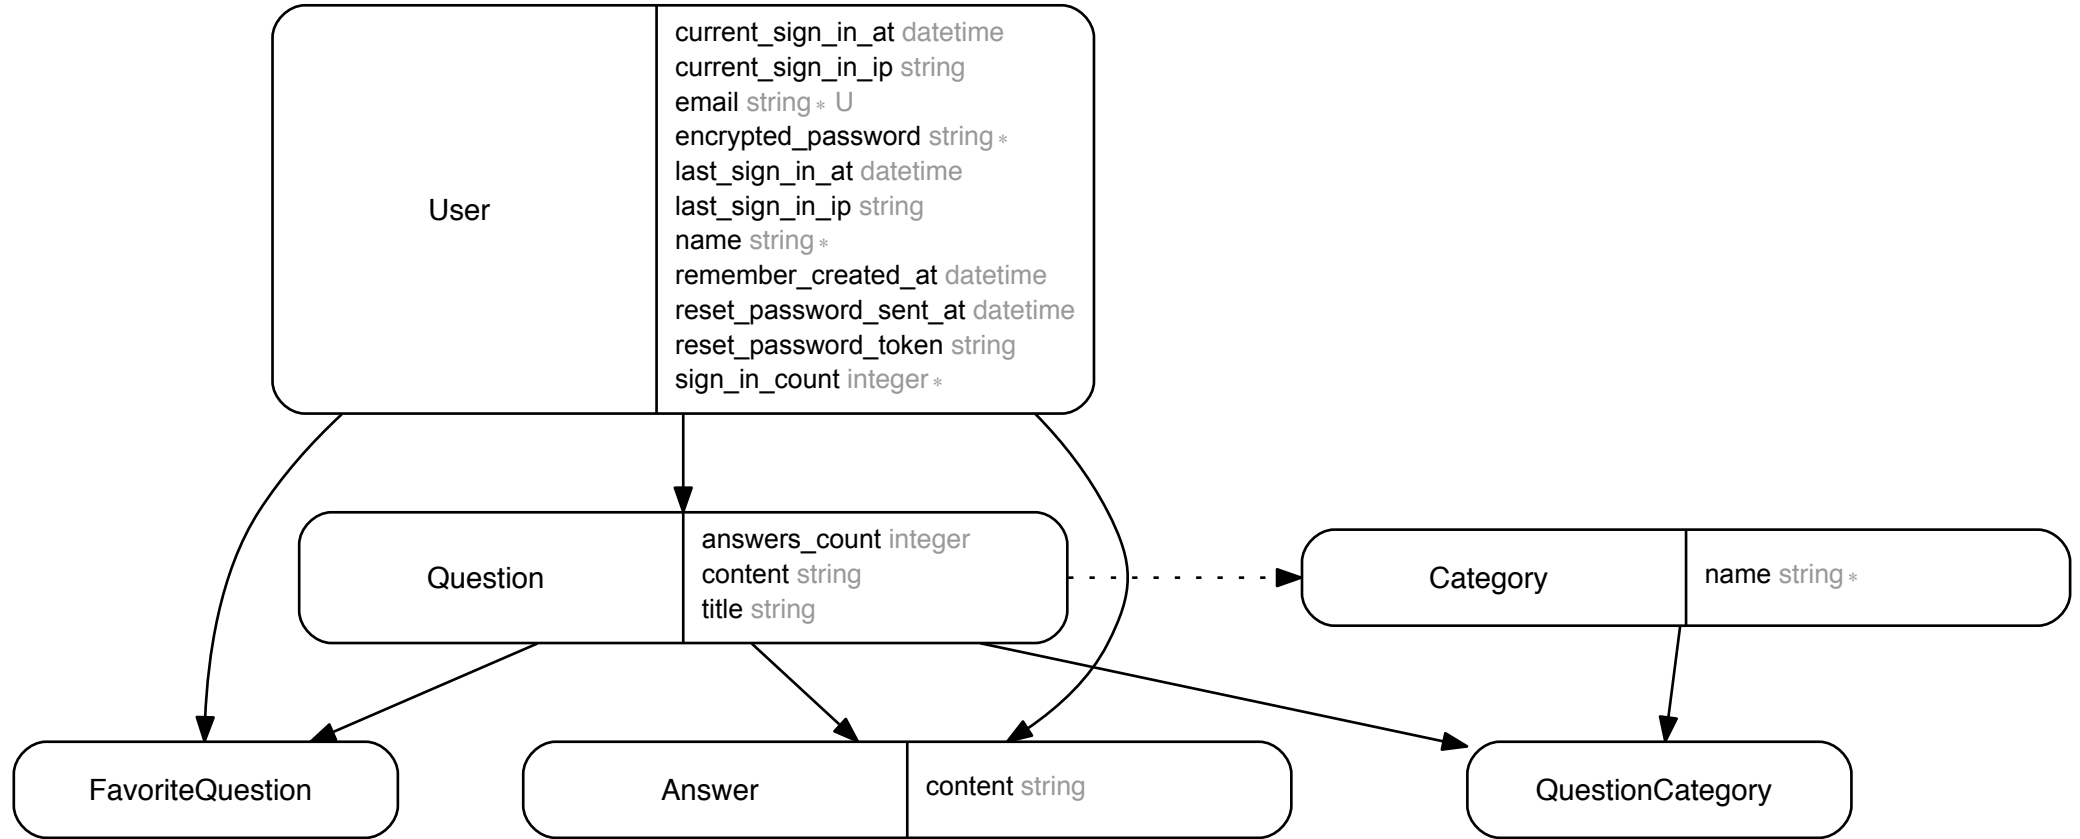 User
current_sign_in_at datetime
current_sign_in_ip string
email string * U
encrypted_password string *
last_sign_in_at datetime
last_sign_in_ip string
name string *
remember_created_at datetime
reset_password_sent_at datetime
reset_password_token string
sign_in_count integer *
Question
answers_count integer
content string
title string
Category
name string *
FavoriteQuestion
Answer
content string
QuestionCategory